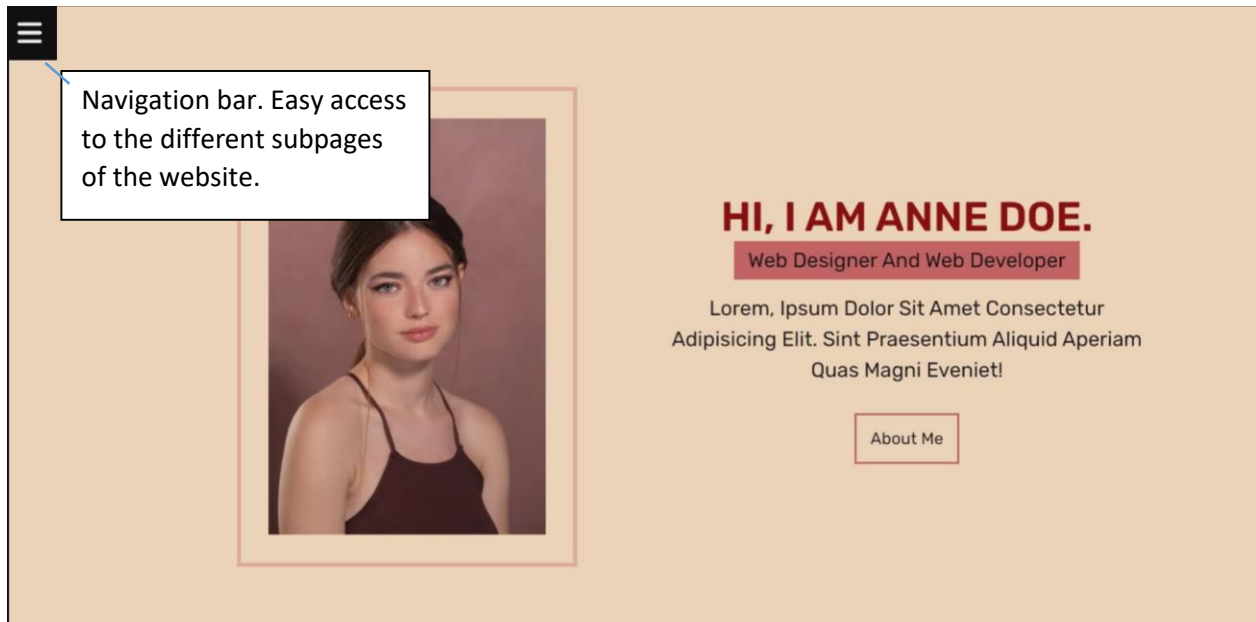 Navigation bar. Easy access
to the different subpages
of the website.
HI, I AM ANNE DOE.
Web Designer And Web Developer
Lorem, Ipsum Dolor Sit Amet Consectetur
Adipisicing Elit. Sint Praesentium Aliquid Aperiam
Quas Magni Eveniet!
About Me